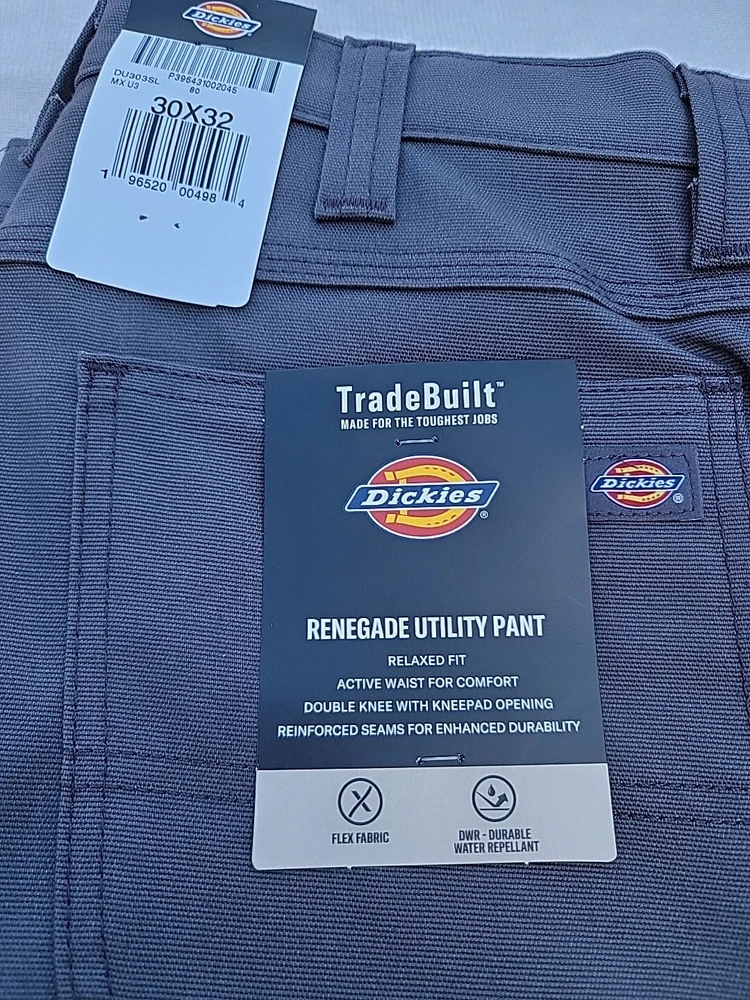 Dickies®
DU303SL P396431002045
MX U3 80
30X32
1 96520 00498 4
TradeBuilt™
MADE FOR THE TOUGHEST JOBS
Dickies®
Dickies®
RENEGADE UTILITY PANT
RELAXED FIT
ACTIVE WAIST FOR COMFORT
DOUBLE KNEE WITH KNEEPAD OPENING
REINFORCED SEAMS FOR ENHANCED DURABILITY
FLEX FABRIC
DWR - DURABLE
WATER REPELLANT